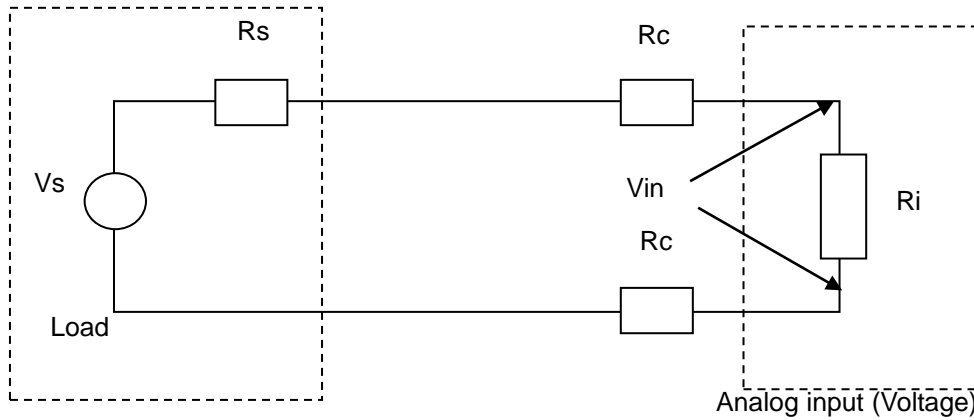 Rs
Rc
Vs
Vin
Ri
Rc
Load
Analog input (Voltage)